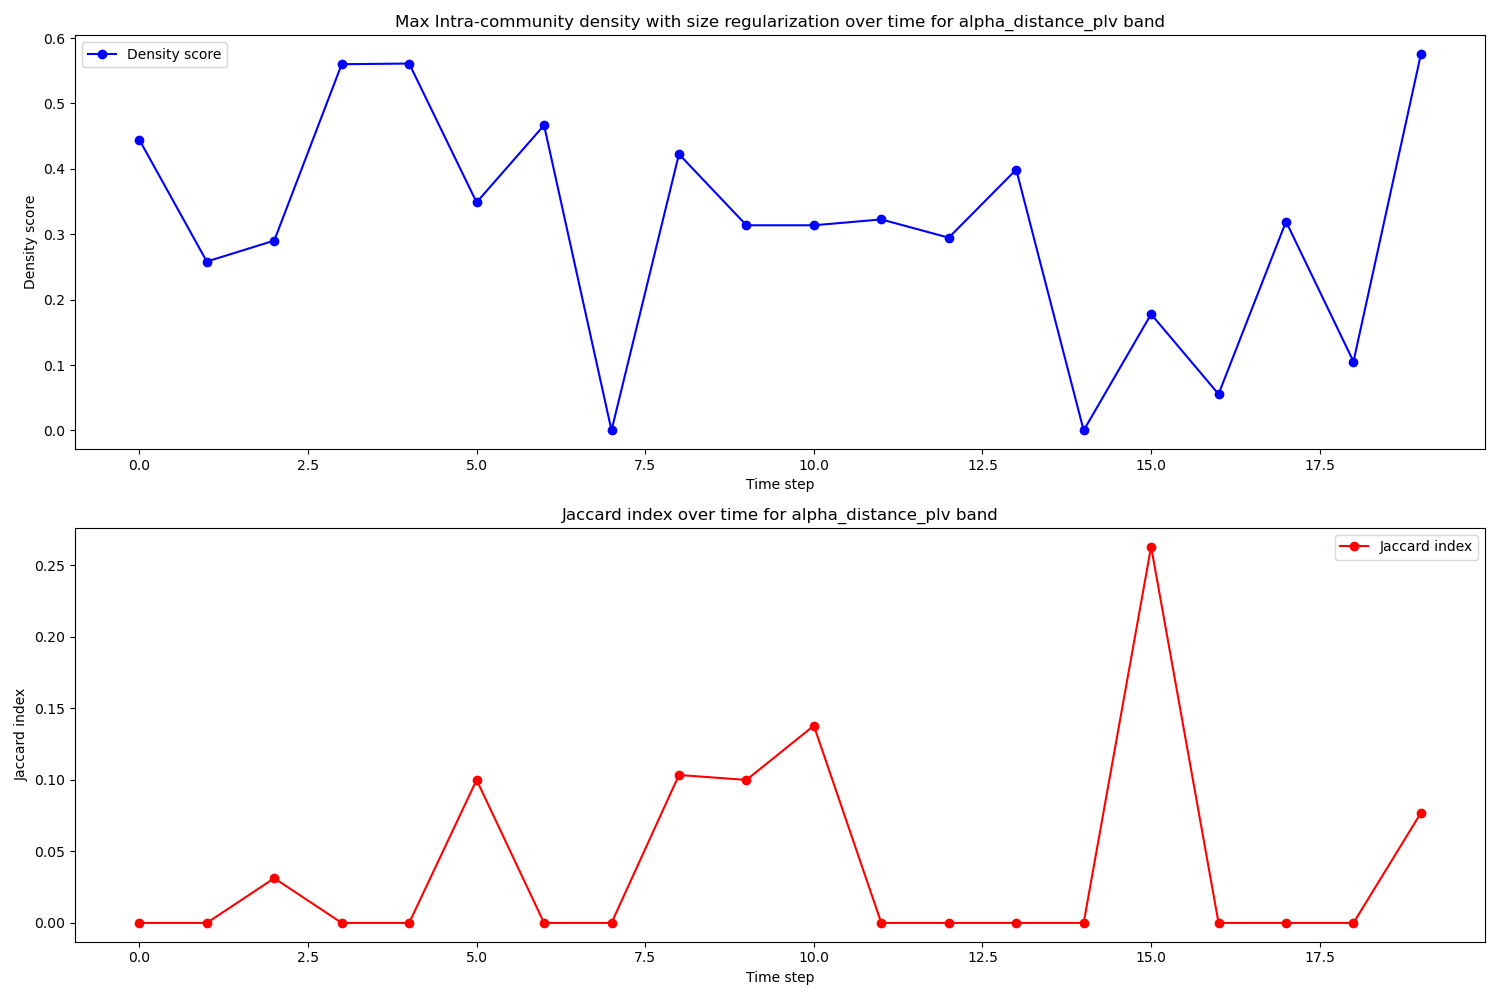 Max Intra-community density with size regularization over time for alpha_distance_plv band
Density score
0.6
0.5
0.4
0.3
0.2
0.1
0.0
Density score
0.0 2.5 5.0 7.5 10.0 12.5 15.0 17.5
Time step
Jaccard index over time for alpha_distance_plv band
Jaccard index
0.25
0.20
0.15
0.10
0.05
0.00
Jaccard index
0.0 2.5 5.0 7.5 10.0 12.5 15.0 17.5
Time step